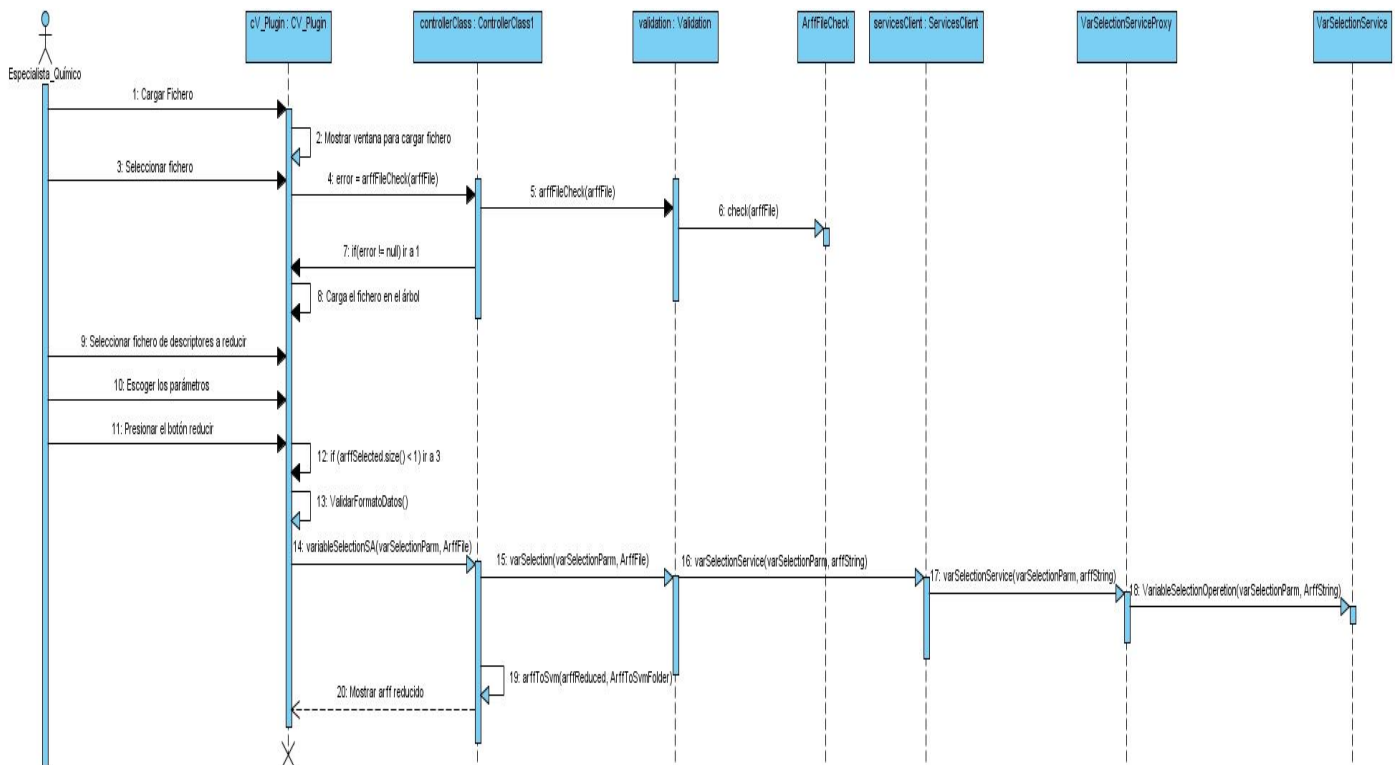 cV_Plugin : CV_Plugin
controllerClass : ControllerClass1
validation : Validation
ArffFileCheck
servicesClient : ServicesClient
VarSelectionServiceProxy
VarSelectionService
Especialista_Químico
1: Cargar Fichero
2: Mostrar ventana para cargar fichero
3: Seleccionar fichero
4: error = arffFileCheck(arffFile)
5: arffFileCheck(arffFile)
6: check(arffFile)
7: if(error != null) ir a 1
8: Carga el fichero en el árbol
9: Seleccionar fichero de descriptores a reducir
10: Escoger los parámetros
11: Presionar el botón reducir
12: if (arffSelected.size() < 1) ir a 3
13: ValidarFormatoDatos()
14: variableSelectionSA(varSelectionParm, ArffFile)
15: varSelection(varSelectionParm, ArffFile)
16: varSelectionService(varSelectionParm, arffString)
17: varSelectionService(varSelectionParm, arffString)
18: VariableSelectionOperetion(varSelectionParm, ArffString)
19: arffToSvm(arffReduced, ArffToSvmFolder)
20: Mostrar arff reducido